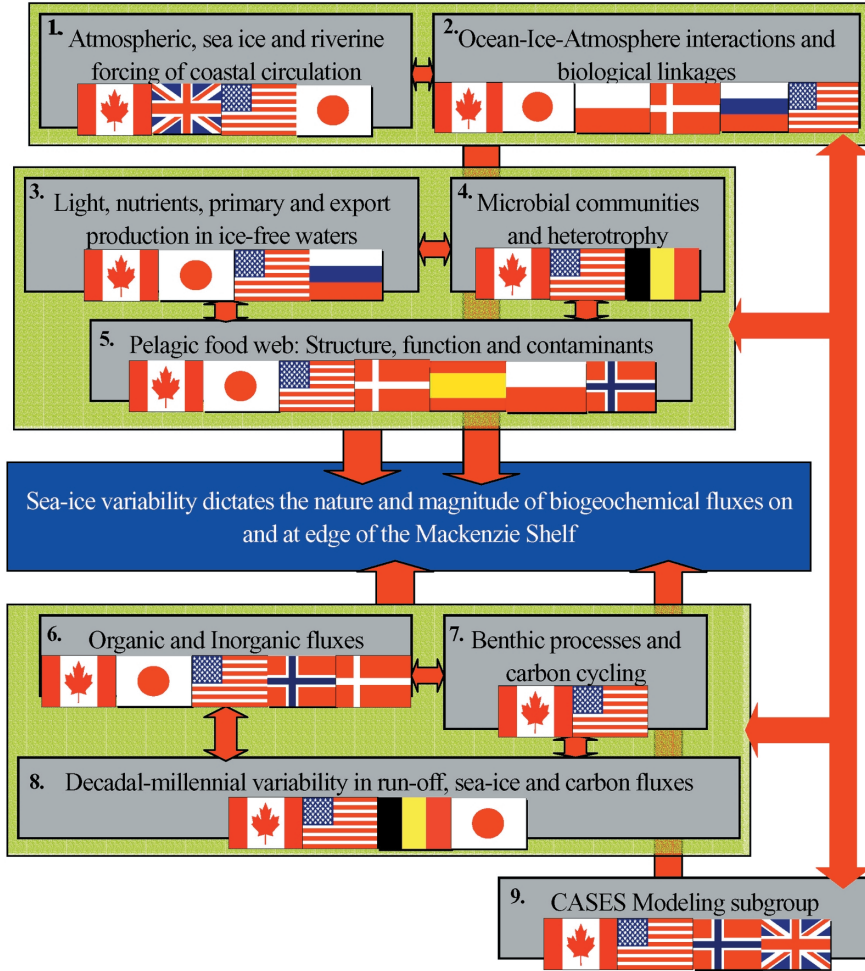 1. Atmospheric, sea ice and riverine
forcing of coastal circulation
2. Ocean-Ice-Atmosphere interactions and
biological linkages
3. Light, nutrients, primary and export
production in ice-free waters
4. Microbial communities
and heterotrophy
5. Pelagic food web: Structure, function and contaminants
Sea-ice variability dictates the nature and magnitude of biogeochemical fluxes on
and at edge of the Mackenzie Shelf
6. Organic and Inorganic fluxes
7. Benthic processes and
carbon cycling
8. Decadal-millennial variability in run-off, sea-ice and carbon fluxes
9. CASES Modeling subgroup